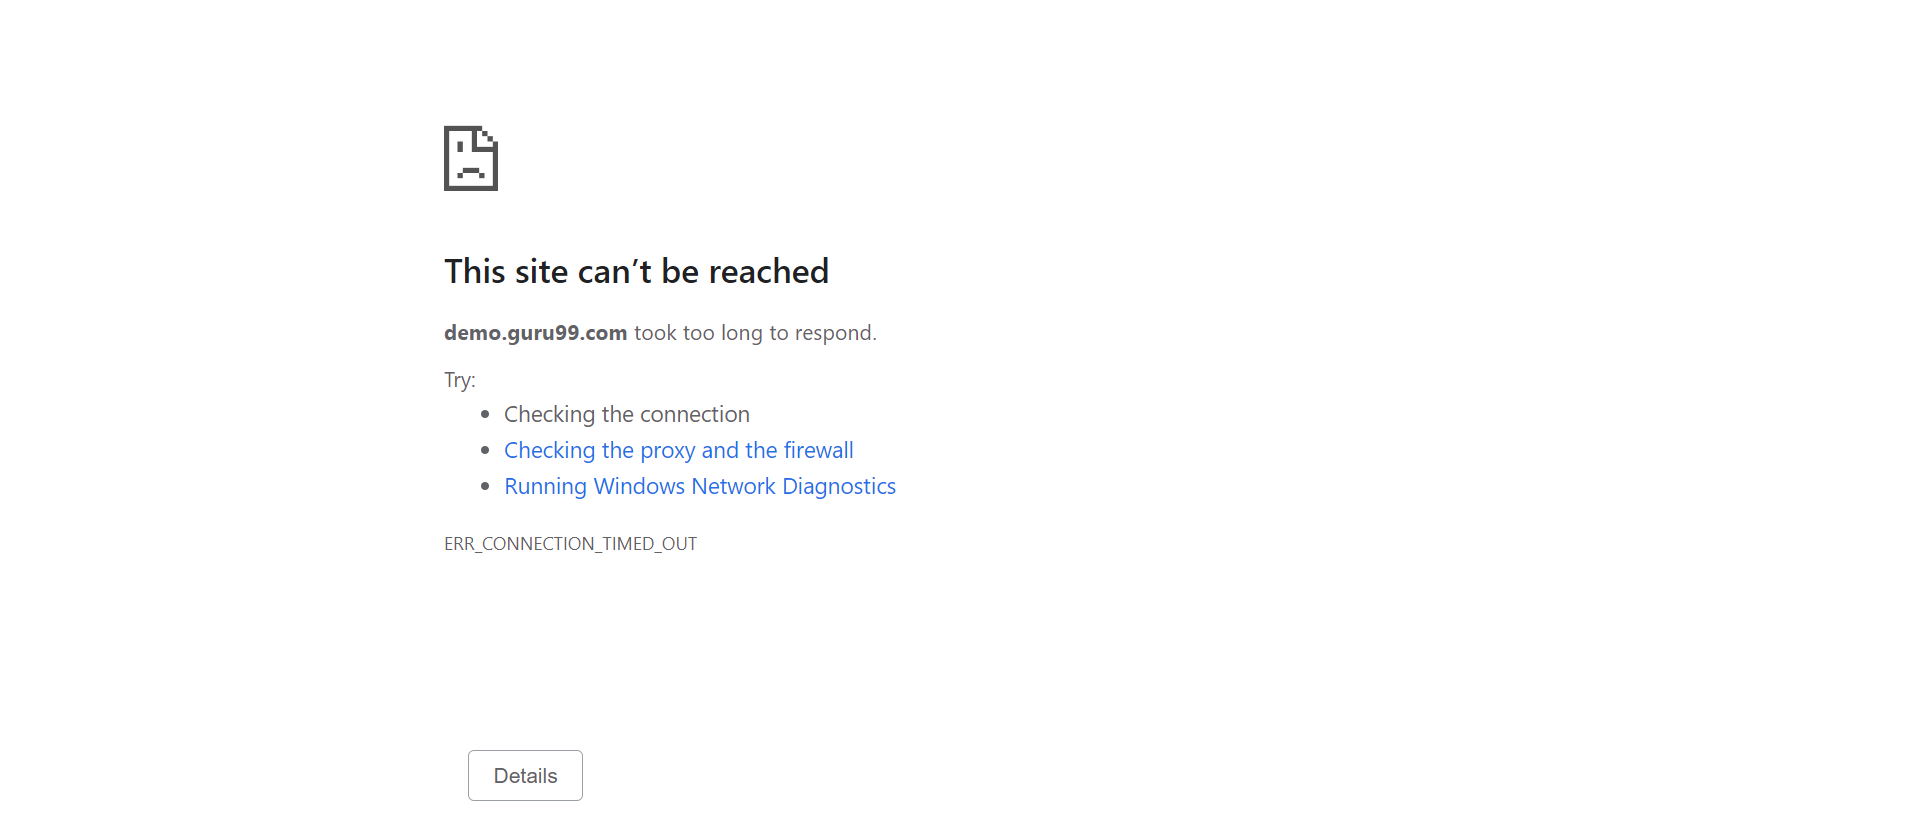 This site can’t be reached
demo.guru99.com took too long to respond.
Try:
Checking the connection
Checking the proxy and the firewall
Running Windows Network Diagnostics
ERR_CONNECTION_TIMED_OUT
Details